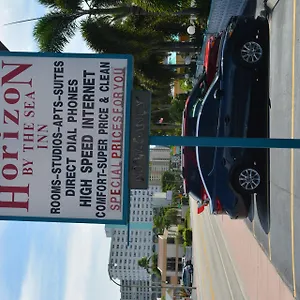 HorizoN
BY THE SEA
INN
ROOMS-STUDIOS-APTS-SUITES
DIRECT DIAL PHONES
HIGH SPEED INTERNET
COMFORT-SUPER PRICE & CLEAN
SPECIAL PRICES FOR YOU